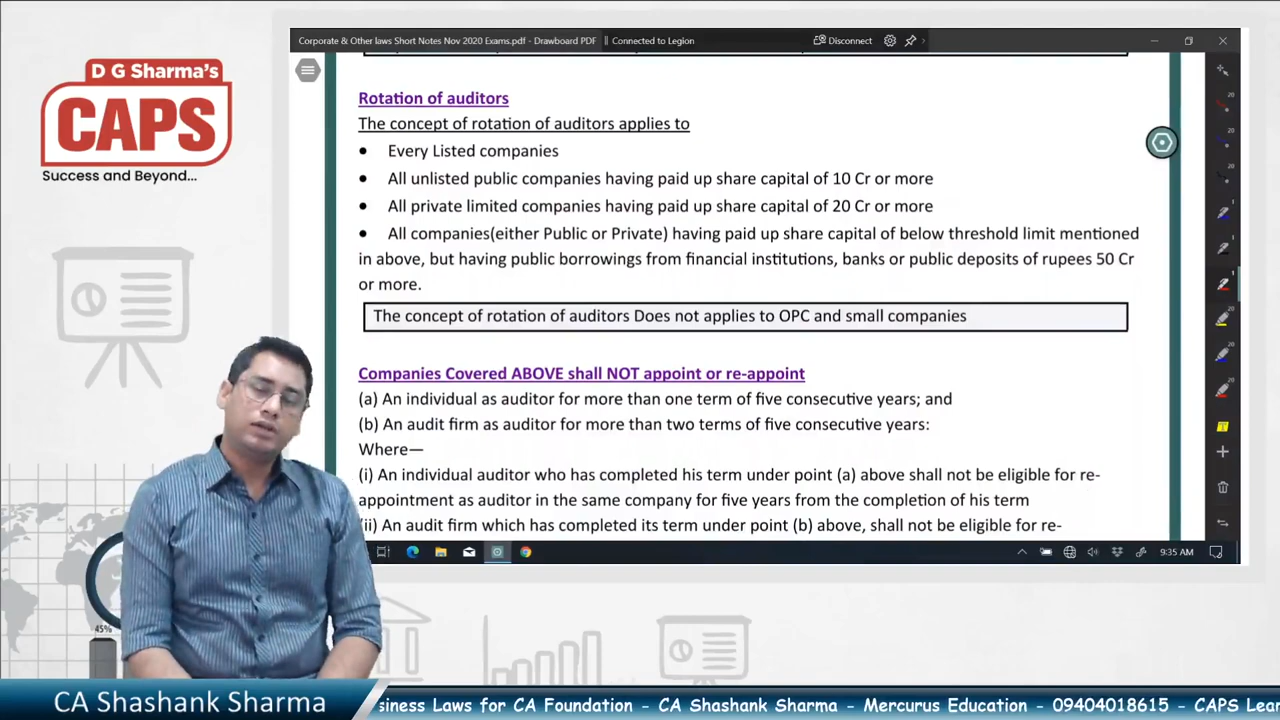 D G Sharma's
CAPS
Success and Beyond...
Corporate & Other laws Short Notes Nov 2020 Exams.pdf - Drawboard PDF
Connected to Legion
Disconnect
Rotation of auditors
The concept of rotation of auditors applies to
• Every Listed companies
• All unlisted public companies having paid up share capital of 10 Cr or more
• All private limited companies having paid up share capital of 20 Cr or more
• All companies(either Public or Private) having paid up share capital of below threshold limit mentioned
in above, but having public borrowings from financial institutions, banks or public deposits of rupees 50 Cr
or more.
The concept of rotation of auditors Does not applies to OPC and small companies
Companies Covered ABOVE shall NOT appoint or re-appoint
(a) An individual as auditor for more than one term of five consecutive years; and
(b) An audit firm as auditor for more than two terms of five consecutive years:
Where—
(i) An individual auditor who has completed his term under point (a) above shall not be eligible for re-
appointment as auditor in the same company for five years from the completion of his term
(ii) An audit firm which has completed its term under point (b) above, shall not be eligible for re-
20
20
20
1
1
1
20
20
20
9:35 AM
45%
CA Shashank Sharma
siness Laws for CA Foundation - CA Shashank Sharma - Mercurus Education - 09404018615 - CAPS Lear